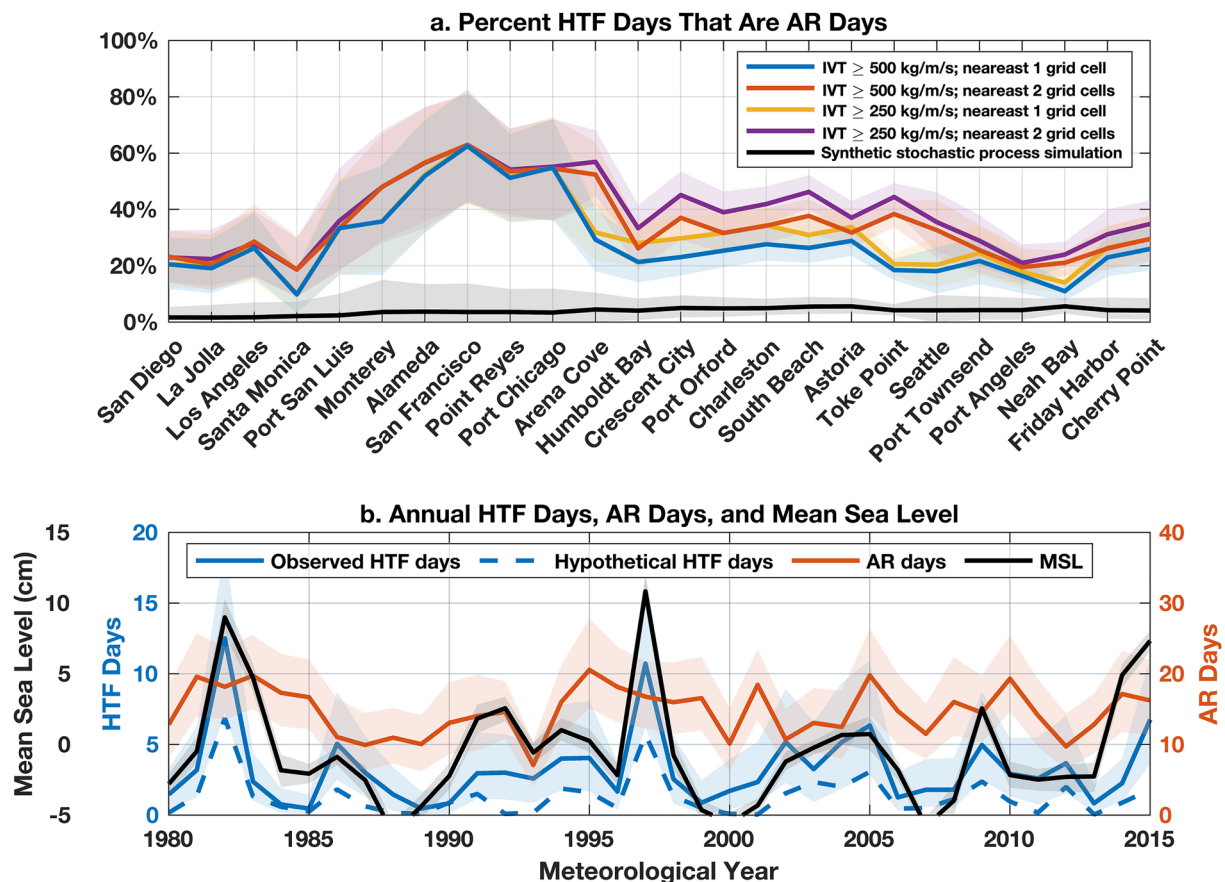 a. Percent HTF Days That Are AR Days
100%
80%
60%
40%
20%
0%
IVT ≥ 500 kg/m/s; neareast 1 grid cell
IVT ≥ 500 kg/m/s; neareast 2 grid cells
IVT ≥ 250 kg/m/s; neareast 1 grid cell
IVT ≥ 250 kg/m/s; neareast 2 grid cells
Synthetic stochastic process simulation
San Diego
La Jolla
Los Angeles
Santa Monica
Port San Luis
Monterey
Alameda
San Francisco
Point Reyes
Port Chicago
Arena Cove
Humboldt Bay
Crescent City
Port Orford
Charleston
South Beach
Astoria
Toke Point
Seattle
Port Townsend
Port Angeles
Neah Bay
Friday Harbor
Cherry Point
b. Annual HTF Days, AR Days, and Mean Sea Level
Mean Sea Level (cm)
15
10
5
0
-5
HTF Days
20
15
10
5
0
Observed HTF days
Hypothetical HTF days
AR days
MSL
40
30
20
10
0
AR Days
1980 1985 1990 1995 2000 2005 2010 2015
Meteorological Year